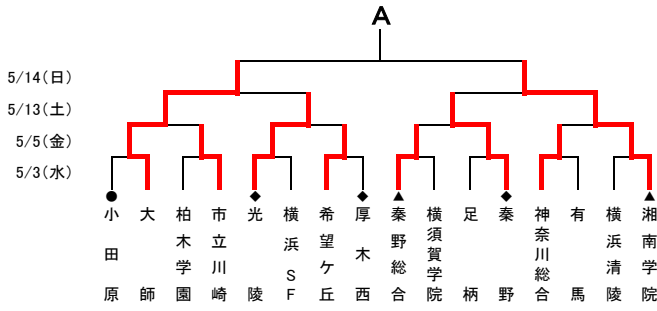 A
5/14(日)
5/13(土)
5/5(金)
5/3(水)
● ◆ ◆ ▲ ◆ ▲
小田原
大師
柏木学園
市立川崎
光陵
横浜SF
希望ケ丘
厚木西
秦野総合
横須賀学院
足柄
秦野
神奈川総合
有馬
横浜清陵
湘南学院